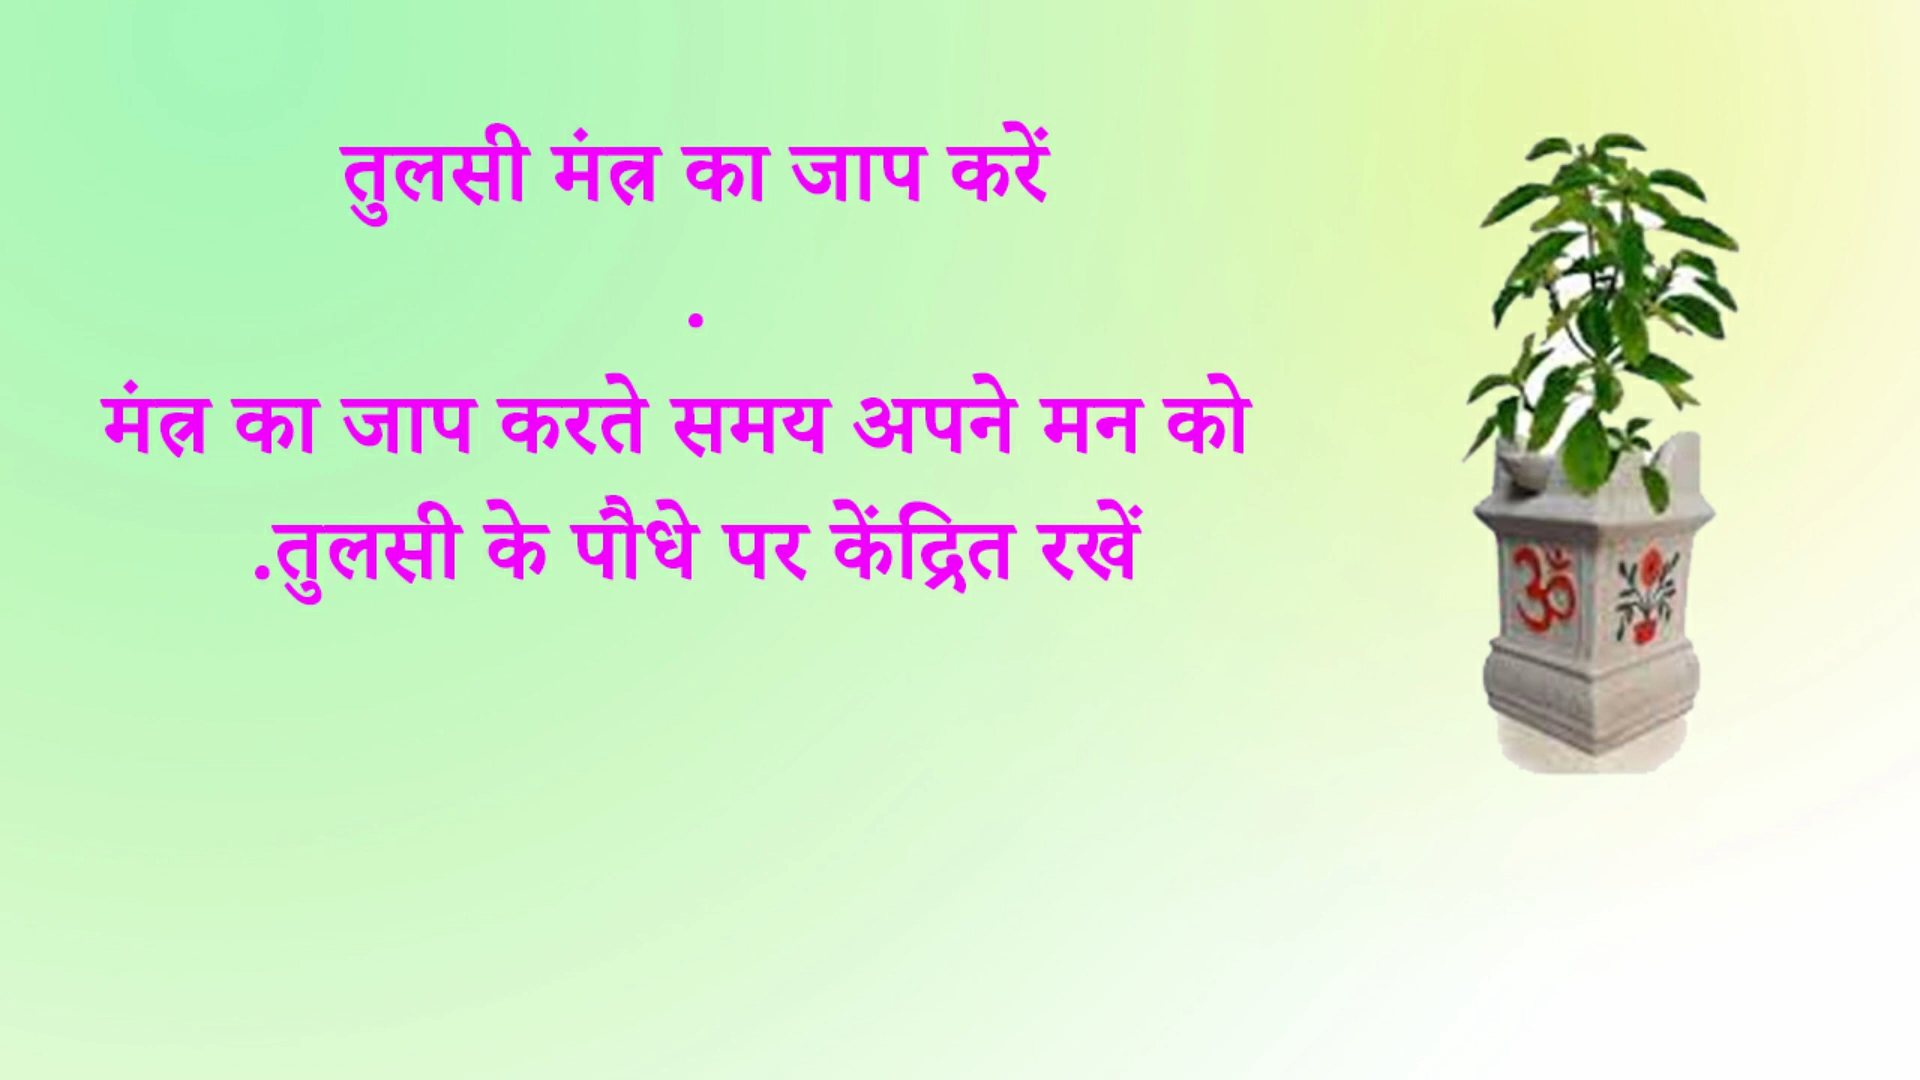 तुलसी मंत्र का जाप करें
.
मंत्र का जाप करते समय अपने मन को
.तुलसी के पौधे पर केंद्रित रखें
ॐ